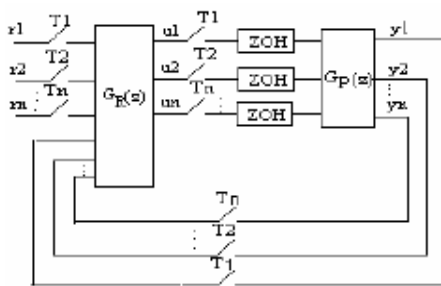 r1 T1 u1 T1 ZOH y1
r2 T2 u2 T2 ZOH y2
rn Tn un Tn ZOH yn
GR(z) GP(z)
Tn
T2
T1